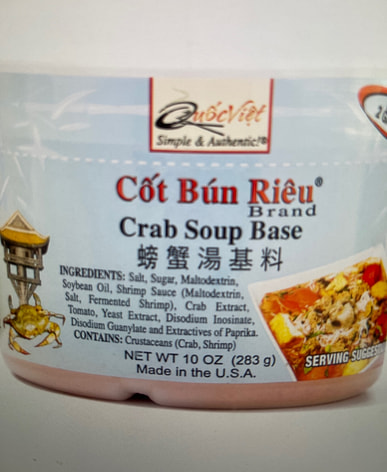 QuốcViệt
Simple & Authentic!®
Cốt Bún Riêu®
Brand
Crab Soup Base
螃蟹湯基料
INGREDIENTS: Salt, Sugar, Maltodextrin,
Soybean Oil, Shrimp Sauce (Maltodextrin,
Salt, Fermented Shrimp), Crab Extract,
Tomato, Yeast Extract, Disodium Inosinate,
Disodium Guanylate and Extractives of Paprika.
CONTAINS: Crustaceans (Crab, Shrimp)
NET WT 10 OZ (283 g)
Made in the U.S.A.
SERVING